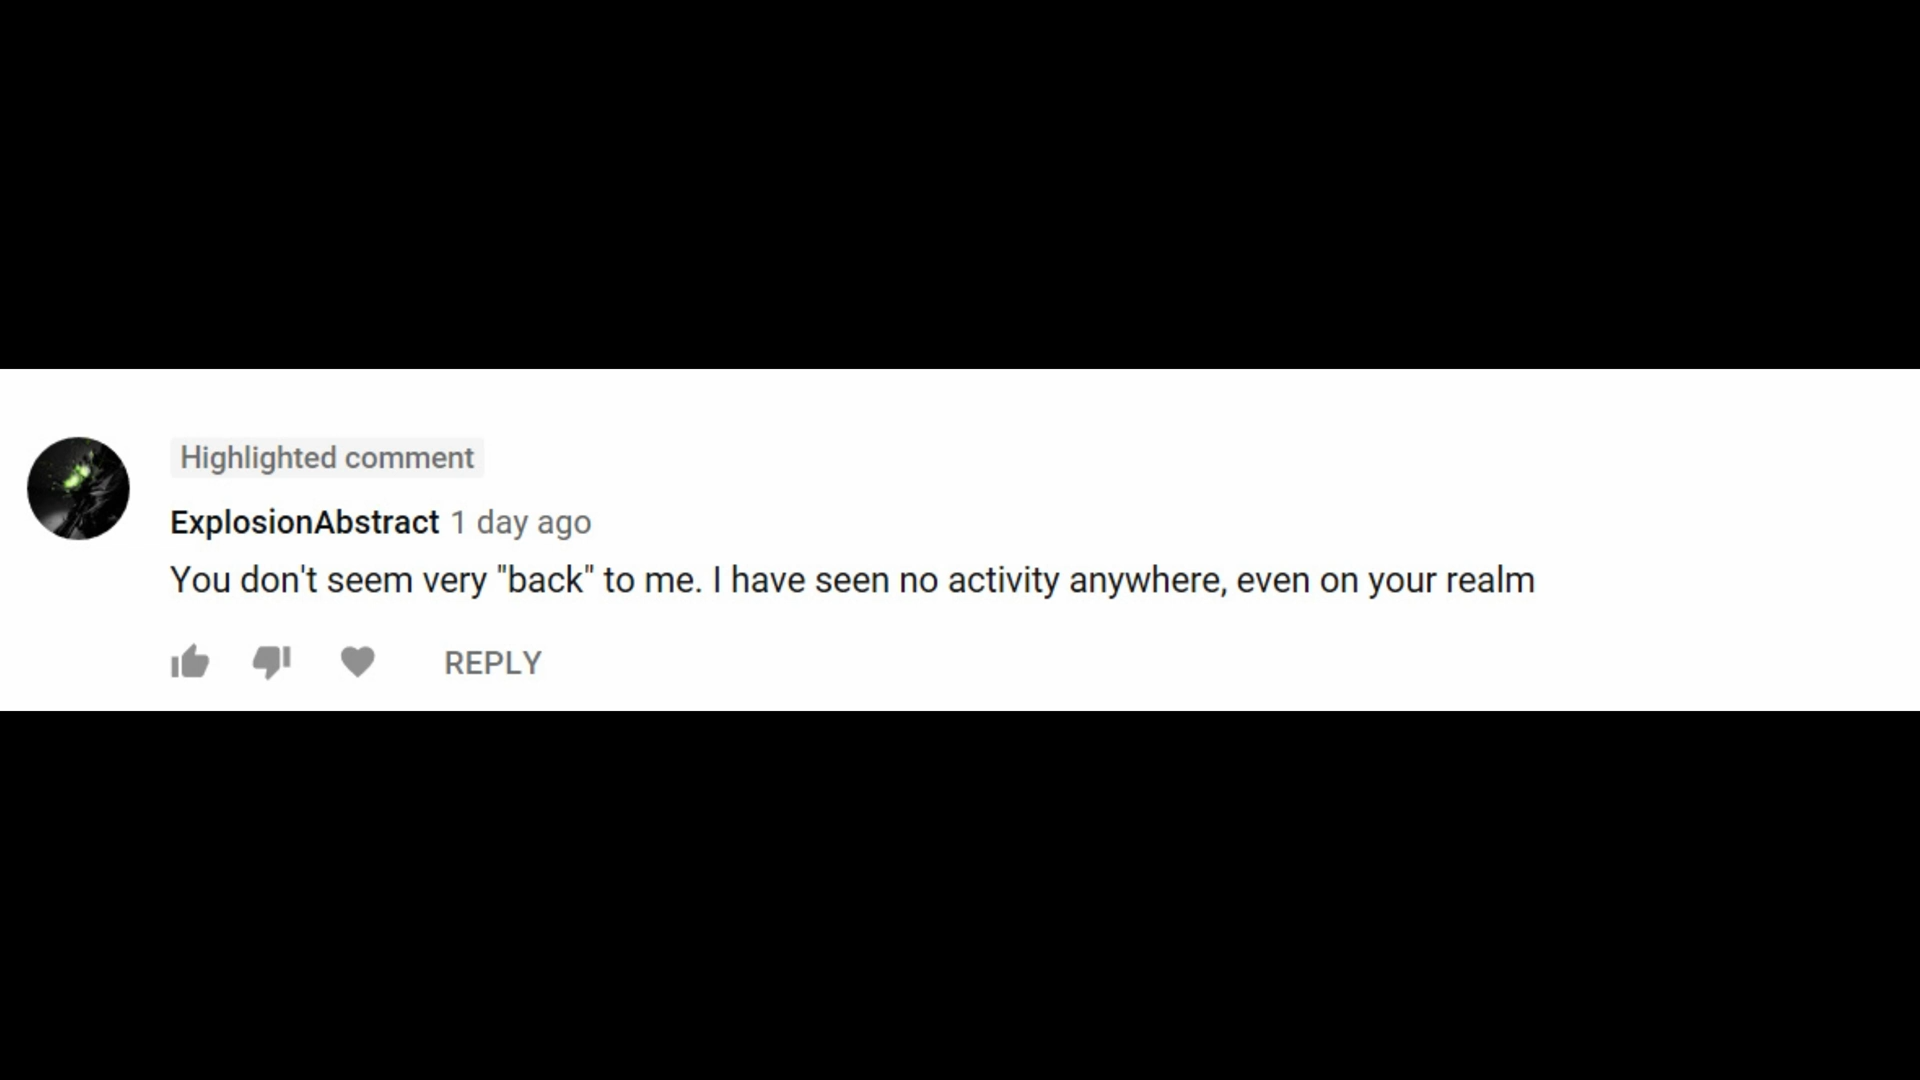 Highlighted comment
ExplosionAbstract 1 day ago
You don't seem very "back" to me. I have seen no activity anywhere, even on your realm
REPLY